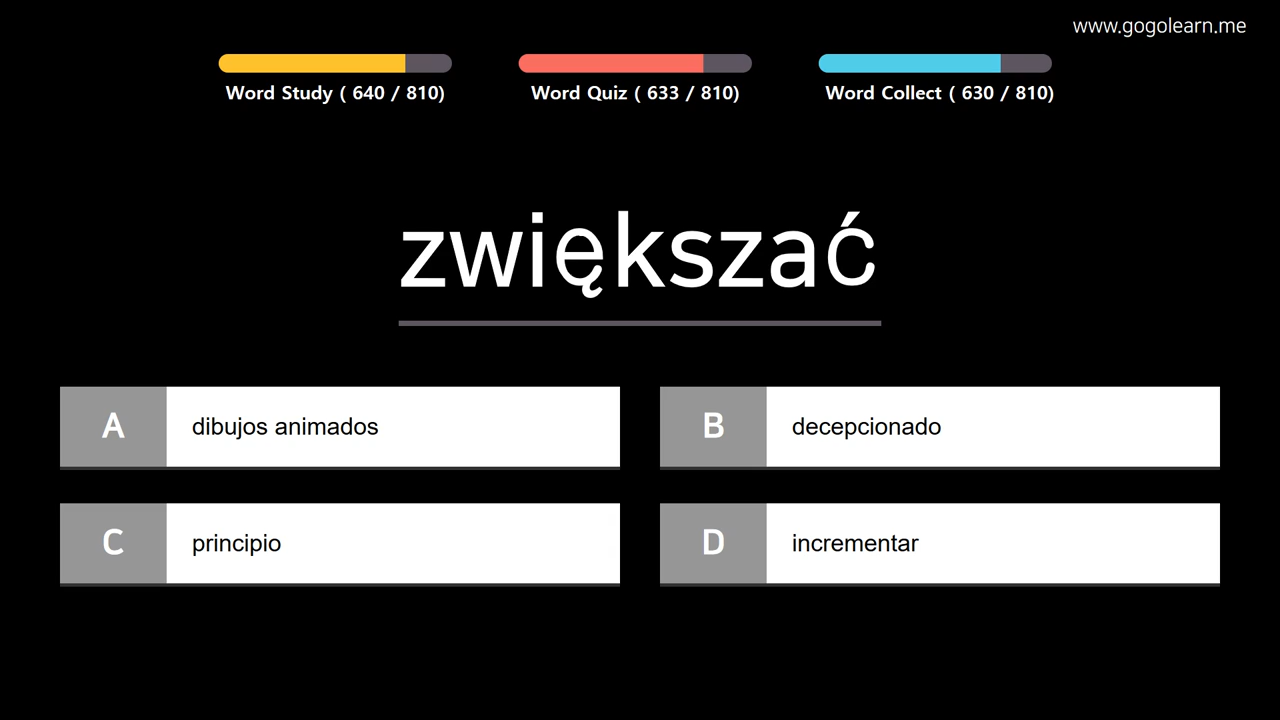 www.gogolearn.me
Word Study ( 640 / 810)
Word Quiz ( 633 / 810)
Word Collect ( 630 / 810)
zwiększać
A dibujos animados
B decepcionado
C principio
D incrementar